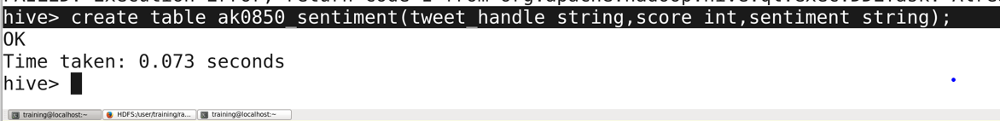 hive> create table ak0850_sentiment(tweet_handle string,score int,sentiment string);
OK
Time taken: 0.073 seconds
hive>
training@localhost:~
HDFS:/user/training/ra...
training@localhost:~